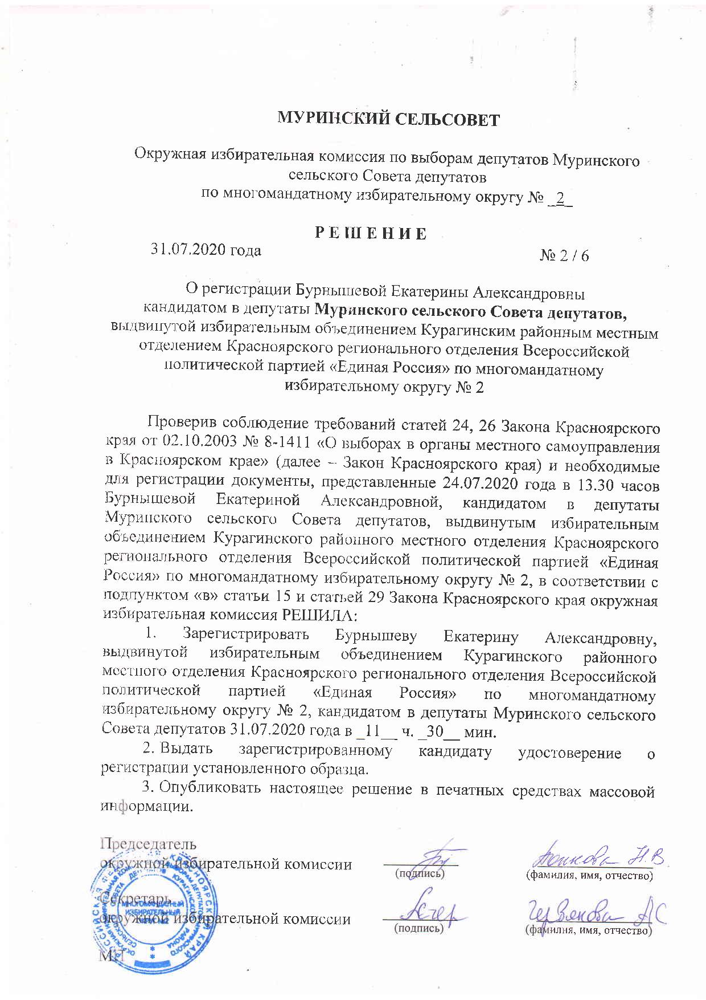 МУРИНСКИЙ СЕЛЬСОВЕТ
Окружная избирательная комиссия по выборам депутатов Муринского
сельского Совета депутатов
по многомандатному избирательному округу № _2_
Р Е Ш Е Н И Е
31.07.2020 года № 2 / 6
О регистрации Бурнышевой Екатерины Александровны
кандидатом в депутаты Муринского сельского Совета депутатов,
выдвинутой избирательным объединением Курагинским районным местным
отделением Красноярского регионального отделения Всероссийской
политической партией «Единая Россия» по многомандатному
избирательному округу № 2
Проверив соблюдение требований статей 24, 26 Закона Красноярского
края от 02.10.2003 № 8-1411 «О выборах в органы местного самоуправления
в Красноярском крае» (далее – Закон Красноярского края) и необходимые
для регистрации документы, представленные 24.07.2020 года в 13.30 часов
Бурнышевой Екатериной Александровной, кандидатом в депутаты
Муринского сельского Совета депутатов, выдвинутым избирательным
объединением Курагинского районного местного отделения Красноярского
регионального отделения Всероссийской политической партией «Единая
Россия» по многомандатному избирательному округу № 2, в соответствии с
подпунктом «в» статьи 15 и статьей 29 Закона Красноярского края окружная
избирательная комиссия РЕШИЛА:
1. Зарегистрировать Бурнышеву Екатерину Александровну,
выдвинутой избирательным объединением Курагинского районного
местного отделения Красноярского регионального отделения Всероссийской
политической партией «Единая Россия» по многомандатному
избирательному округу № 2, кандидатом в депутаты Муринского сельского
Совета депутатов 31.07.2020 года в _11__ ч. _30__ мин.
2. Выдать зарегистрированному кандидату удостоверение о
регистрации установленного образца.
3. Опубликовать настоящее решение в печатных средствах массовой
информации.
Председатель
окружной избирательной комиссии
(подпись) (фамилия, имя, отчество)
Секретарь
окружной избирательной комиссии Червякова А С
(подпись) (фамилия, имя, отчество)
МП
МНОГОМАНДАТНЫЙ
ИЗБИРАТЕЛЬНЫЙ